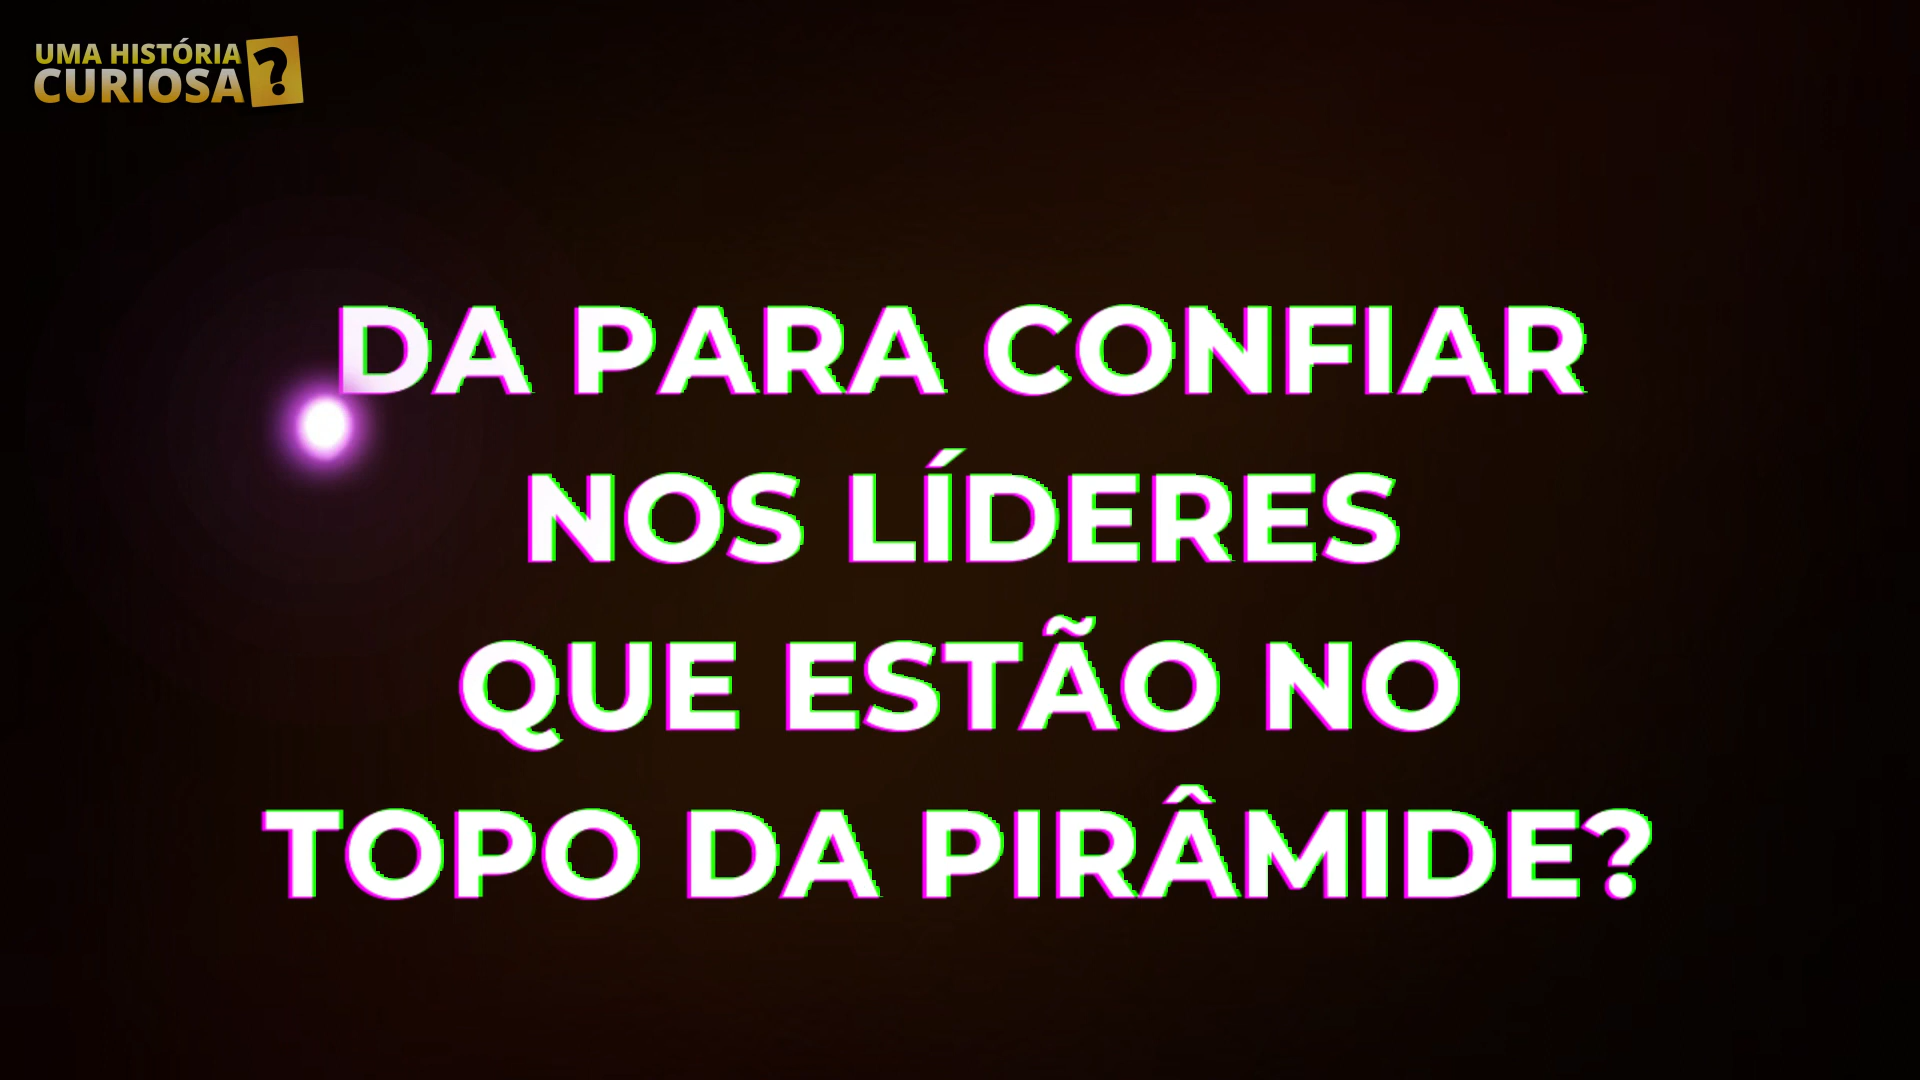 UMA HISTÓRIA
CURIOSA ?
DA PARA CONFIAR
NOS LÍDERES
QUE ESTÃO NO
TOPO DA PIRÂMIDE?